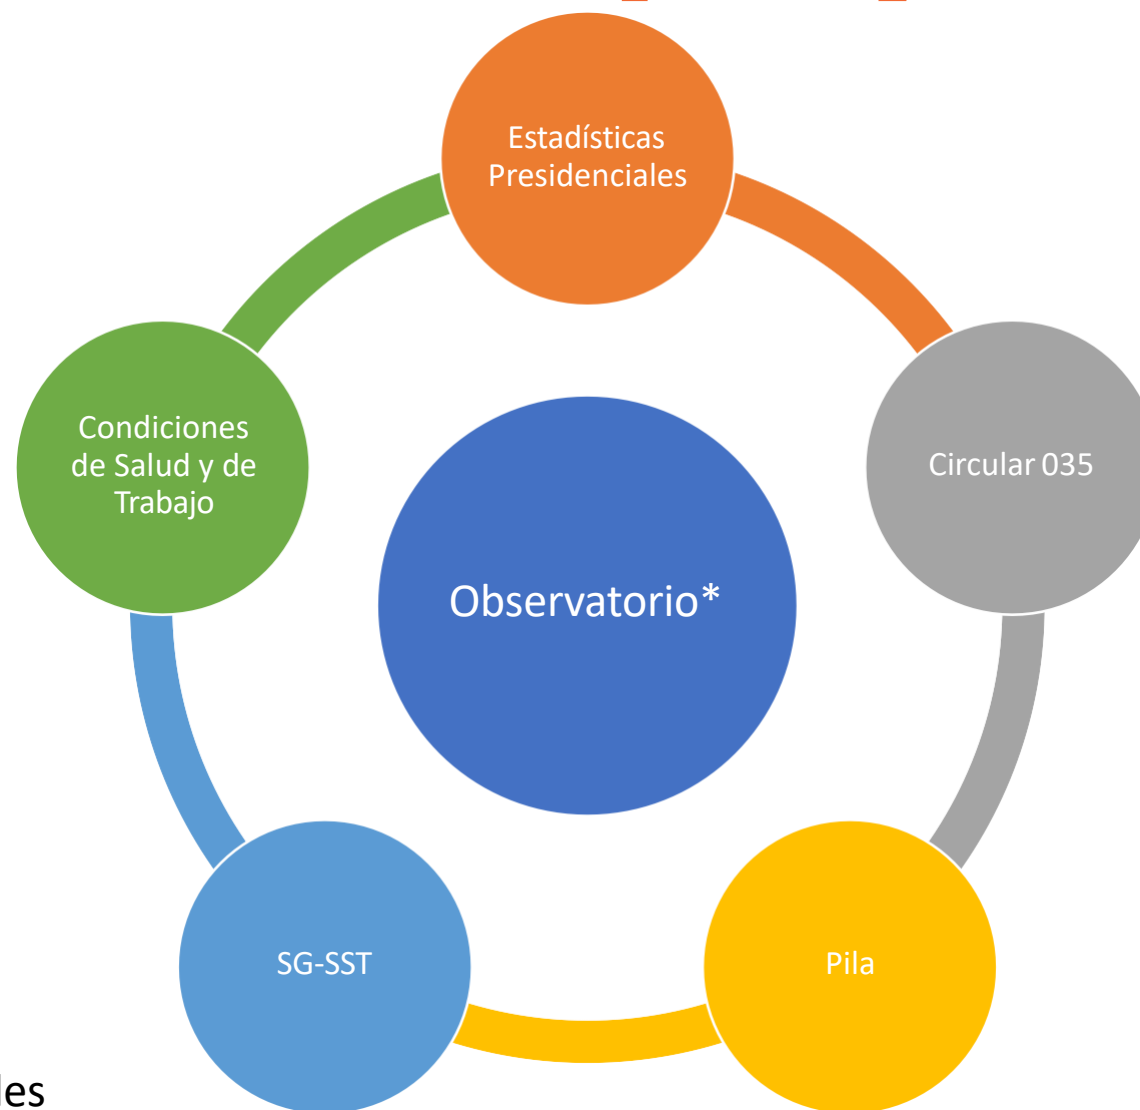 Estadísticas
Presidenciales
Condiciones
de Salud y de
Trabajo
Circular 035
Observatorio*
SG-SST
Pila